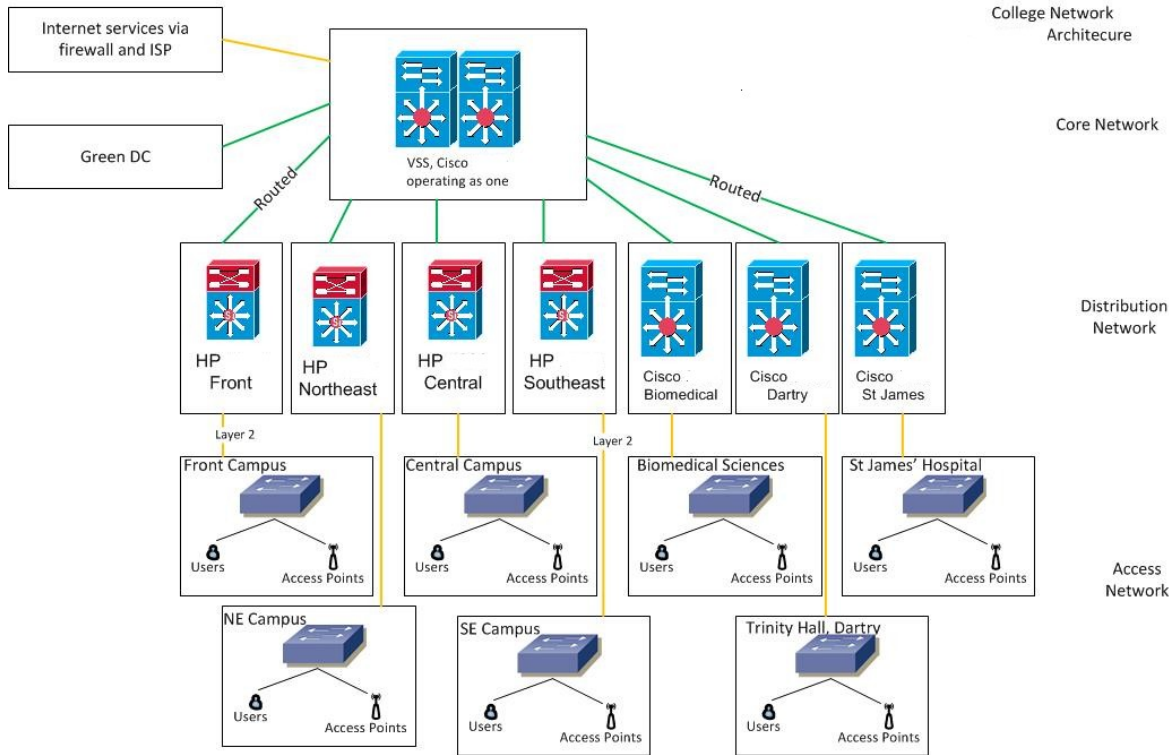 Internet services via
firewall and ISP
College Network
Architecure
Green DC
VSS, Cisco
operating as one
Core Network
Routed
Routed
HP
Front
HP
Northeast
HP
Central
HP
Southeast
Cisco
Biomedical
Cisco
Dartry
Cisco
St James
Distribution
Network
Layer 2
Layer 2
Front Campus
Users
Access Points
Central Campus
Users
Access Points
Biomedical Sciences
Users
Access Points
St James' Hospital
Users
Access Points
Access
Network
NE Campus
Users
Access Points
SE Campus
Users
Access Points
Trinity Hall, Dartry
Users
Access Points